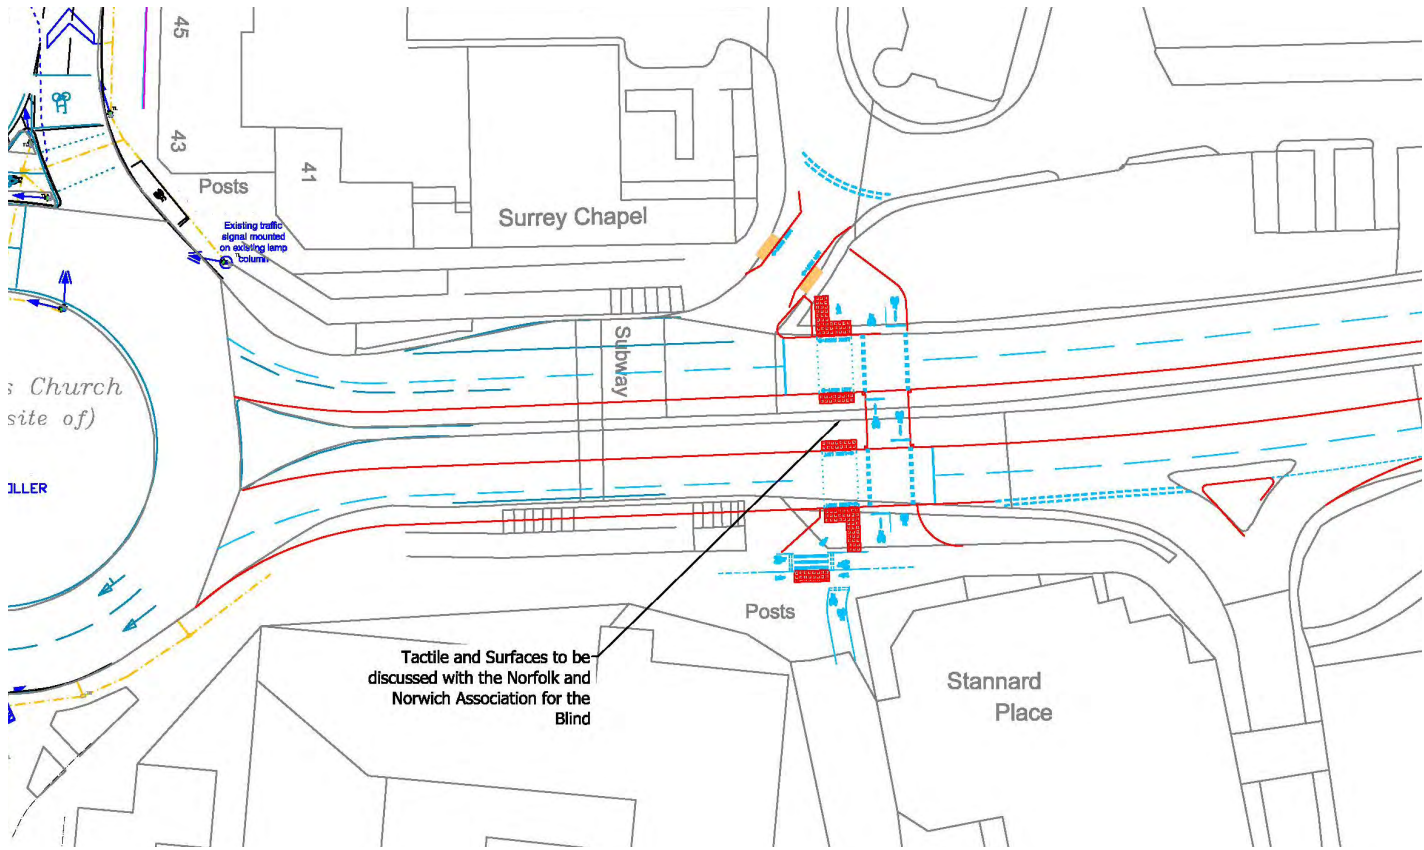 45
43
41
Posts
Surrey Chapel
Existing traffic
signal mounted
on existing lamp
column
Subway
s Church
site of)
OLLER
Posts
Tactile and Surfaces to be
discussed with the Norfolk and
Norwich Association for the
Blind
Stannard
Place